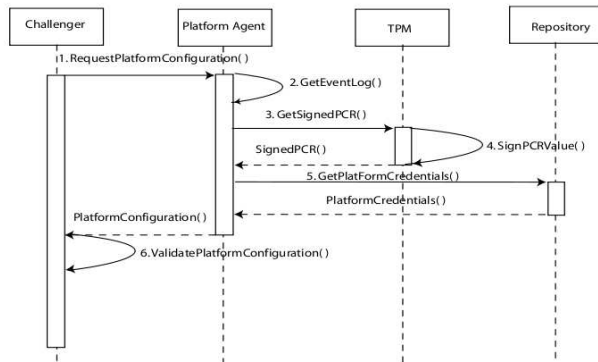 Challenger
Platform Agent
TPM
Repository
1. RequestPlatformConfiguration()
2. GetEventLog()
3. GetSignedPCR()
SignedPCR()
4.SignPCRValue()
5.GetPlatFormCredentials()
PlatformCredentials()
PlatformConfiguration()
6.ValidatePlatformConfiguration()